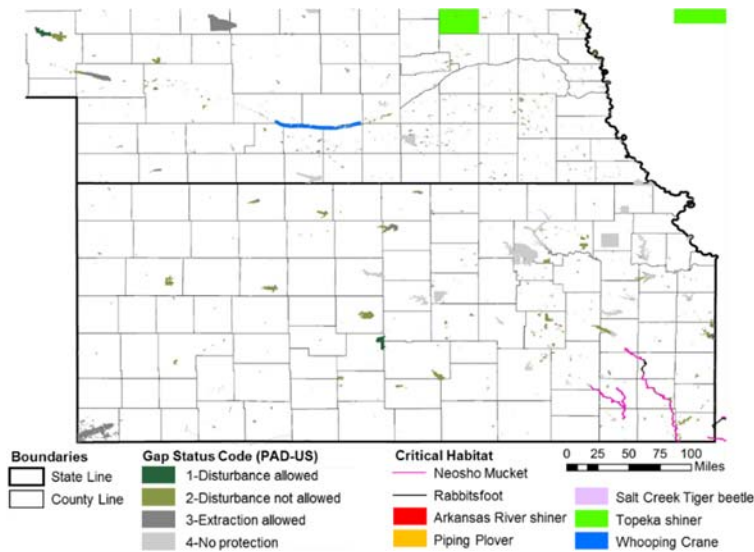 Boundaries
State Line
County Line
Gap Status Code (PAD-US)
1-Disturbance allowed
2-Disturbance not allowed
3-Extraction allowed
4-No protection
Critical Habitat
Neosho Mucket
Rabbitsfoot
Arkansas River shiner
Piping Plover
0 25 50 75 100
Miles
Salt Creek Tiger beetle
Topeka shiner
Whooping Crane